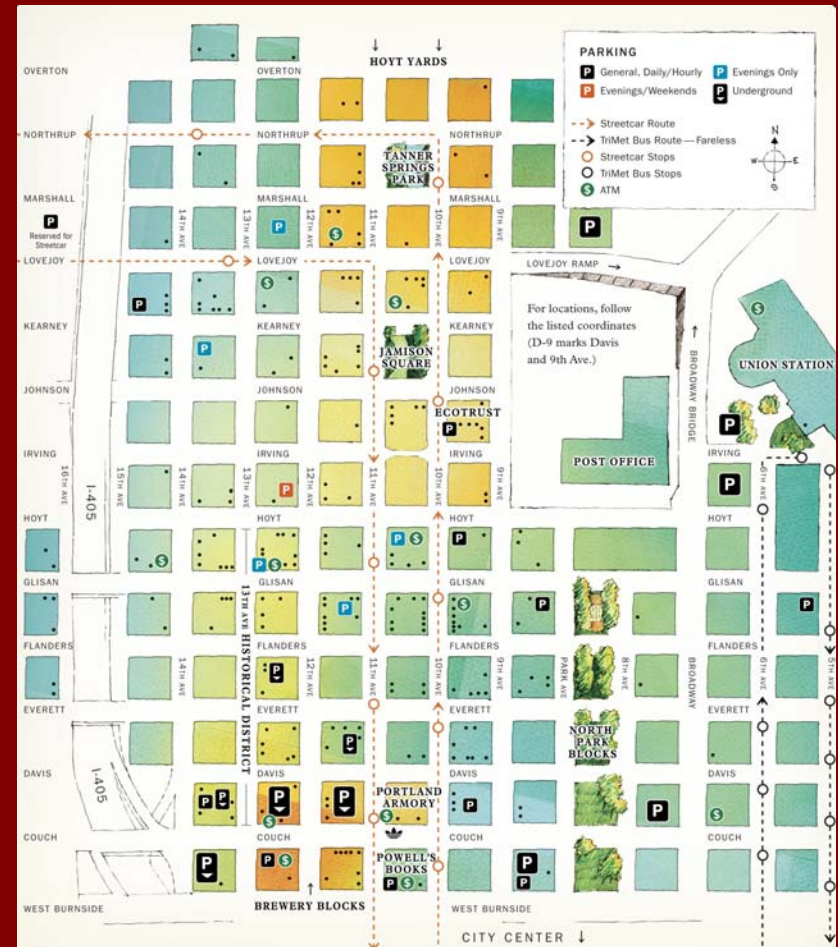 PARKING
P General, Daily/Hourly
P Evenings Only
P Evenings/Weekends
P Underground
Streetcar Route
TriMet Bus Route — Fareless
Streetcar Stops
TriMet Bus Stops
$ ATM
N
W E
S
HOYT YARDS
OVERTON
OVERTON
NORTHRUP
NORTHRUP
NORTHRUP
TANNER
SPRINGS
PARK
MARSHALL
MARSHALL
P
Reserved for
Streetcar
14TH AVE
13TH AVE
12TH AVE
11TH AVE
10TH AVE
9TH AVE
P
$
P
LOVEJOY
LOVEJOY
LOVEJOY
LOVEJOY RAMP
$
$
P
For locations, follow
the listed coordinates
(D-9 marks Davis
and 9th Ave.)
$
KEARNEY
KEARNEY
KEARNEY
P
JAMISON
SQUARE
BROADWAY BRIDGE
UNION STATION
JOHNSON
JOHNSON
JOHNSON
ECOTRUST
P
P
IRVING
IRVING
IRVING
IRVING
POST OFFICE
16TH AVE
I-405
15TH AVE
14TH AVE
13TH AVE
12TH AVE
11TH AVE
10TH AVE
9TH AVE
6TH AVE
P
P
HOYT
HOYT
HOYT
HOYT
$
P $
P $
P
GLISAN
GLISAN
GLISAN
GLISAN
13TH AVE HISTORICAL DISTRICT
P
$
P
P
FLANDERS
FLANDERS
FLANDERS
FLANDERS
14TH AVE
12TH AVE
11TH AVE
10TH AVE
9TH AVE
PARK AVE
8TH AVE
BROADWAY
6TH AVE
5TH AVE
P
EVERETT
EVERETT
EVERETT
EVERETT
P
NORTH
PARK
BLOCKS
DAVIS
DAVIS
DAVIS
DAVIS
I-405
P P
P
$
P
PORTLAND
ARMORY
$
P
P
$
COUCH
COUCH
COUCH
COUCH
P
P $
POWELL'S
BOOKS
P $
P
P
WEST BURNSIDE
BREWERY BLOCKS
WEST BURNSIDE
CITY CENTER